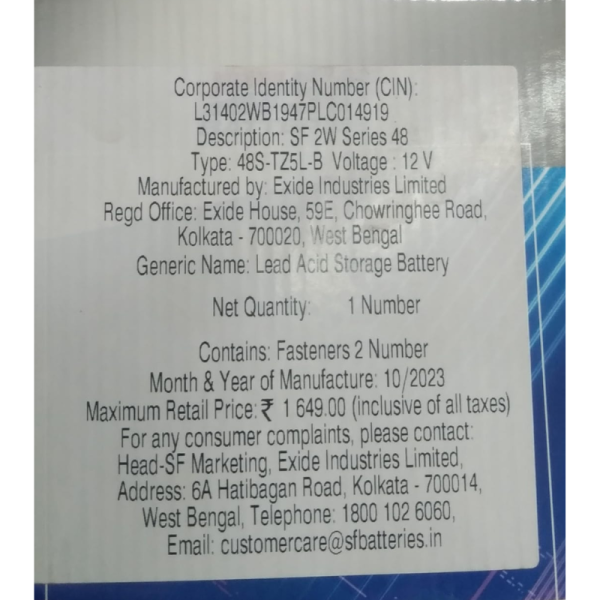 Corporate Identity Number (CIN):
L31402WB1947PLC014919
Description: SF 2W Series 48
Type: 48S-TZ5L-B Voltage : 12 V
Manufactured by: Exide Industries Limited
Regd Office: Exide House, 59E, Chowringhee Road,
Kolkata - 700020, West Bengal
Generic Name: Lead Acid Storage Battery
Net Quantity: 1 Number
Contains: Fasteners 2 Number
Month & Year of Manufacture: 10/2023
Maximum Retail Price: ₹ 1 649.00 (inclusive of all taxes)
For any consumer complaints, please contact:
Head-SF Marketing, Exide Industries Limited,
Address: 6A Hatibagan Road, Kolkata - 700014,
West Bengal, Telephone: 1800 102 6060,
Email: customercare@sfbatteries.in